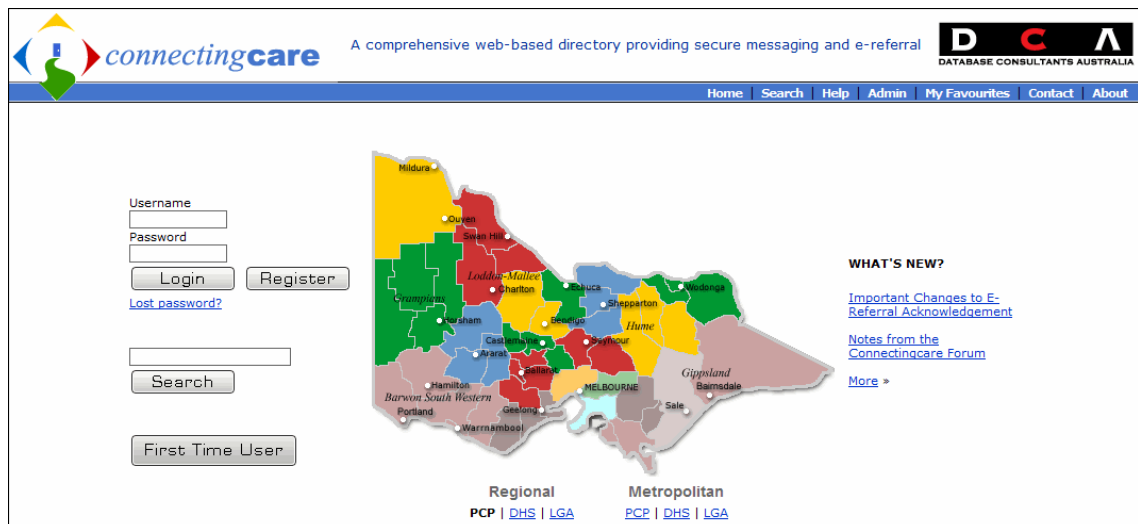 connectingcare
A comprehensive web-based directory providing secure messaging and e-referral
D C Λ
DATABASE CONSULTANTS AUSTRALIA
Home | Search | Help | Admin | My Favourites | Contact | About
Username
Password
Login
Register
Lost password?
Search
First Time User
Mildura
Ouyen
Swan Hill
Loddon-Mallee
Charlton
Echuca
Wodonga
Grampians
Shepparton
Horsham
Bendigo
Hume
Castlemaine
Seymour
Ararat
Ballarat
Gippsland
Hamilton
MELBOURNE
Bairnsdale
Barwon South Western
Geelong
Sale
Portland
Warrnambool
WHAT'S NEW?
Important Changes to E-
Referral Acknowledgement
Notes from the
Connectingcare Forum
More »
Regional
PCP | DHS | LGA
Metropolitan
PCP | DHS | LGA